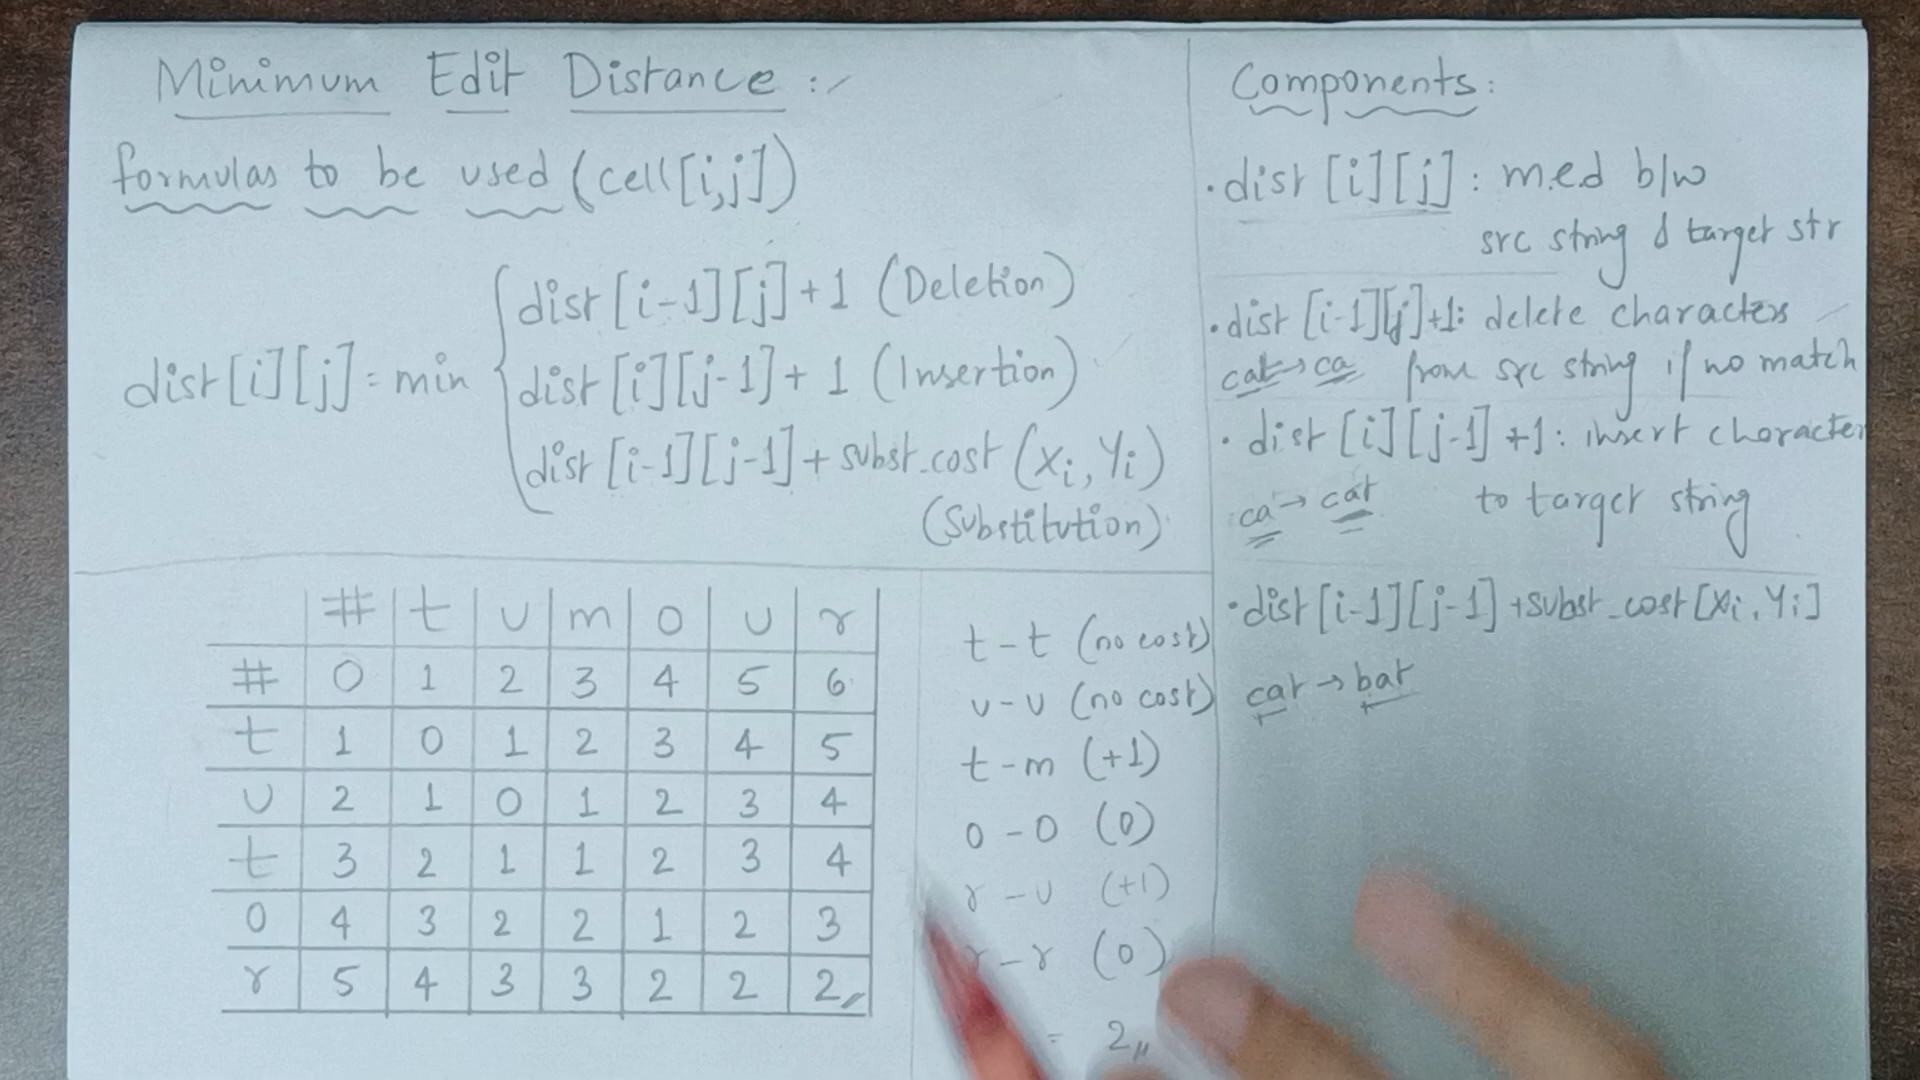 Minimum Edit Distance :-
formulas to be used (cell[i,j])
dist[i][j] = min
dist[i-1][j]+1 (Deletion)
dist[i][j-1]+1 (Insertion)
dist[i-1][j-1]+subst_cost (Xi, Yi)
(Substitution)
# t u m o u r
# 0 1 2 3 4 5 6
t 1 0 1 2 3 4 5
u 2 1 0 1 2 3 4
t 3 2 1 1 2 3 4
o 4 3 2 2 1 2 3
r 5 4 3 3 2 2 2
t-t (no cost)
u-u (no cost)
t-m (+1)
o-o (0)
r-u (+1)
r-r (0)
= 2
Components:
• dist [i][j] : m.e.d b/w
src string & target str
• dist [i-1][j]+1: delete characters
cat→ca from src string if no match
• dist [i][j-1]+1: insert character
ca→cat to target string
• dist[i-1][j-1]+subst_cost[Xi, Yi]
cat→bat